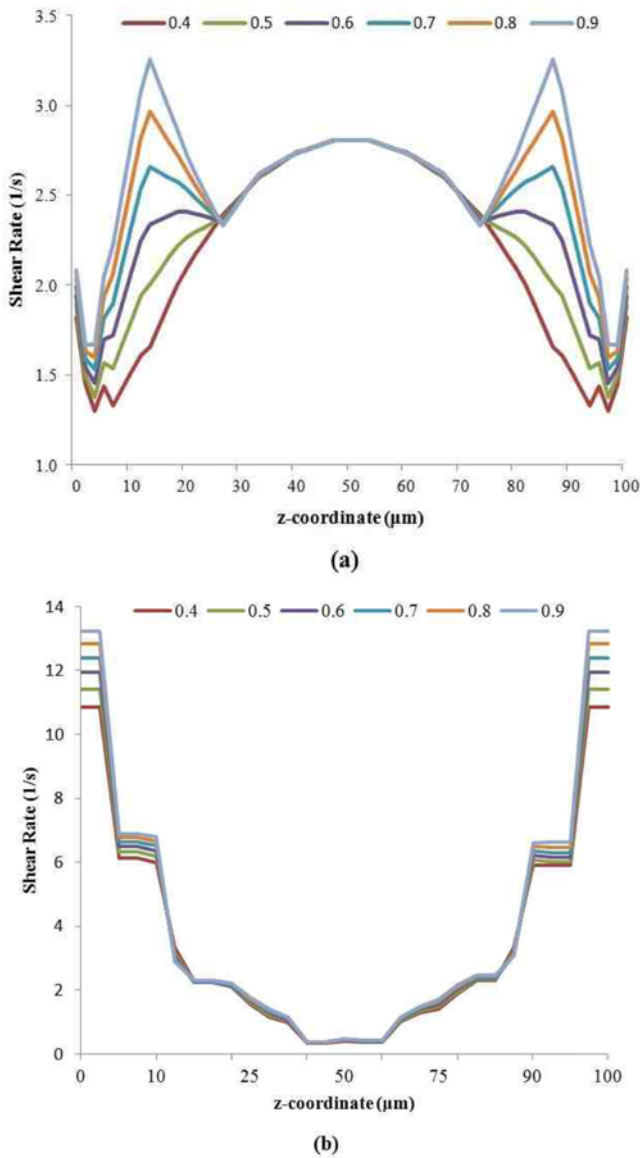 3.5
0.4 0.5 0.6 0.7 0.8 0.9
3.0
2.5
2.0
1.5
1.0
Shear Rate (1/s)
0 10 20 30 40 50 60 70 80 90 100
z-coordinate (μm)
(a)
14
0.4 0.5 0.6 0.7 0.8 0.9
12
10
8
6
4
2
0
Shear Rate (1/s)
0 10 25 50 75 90 100
z-coordinate (μm)
(b)